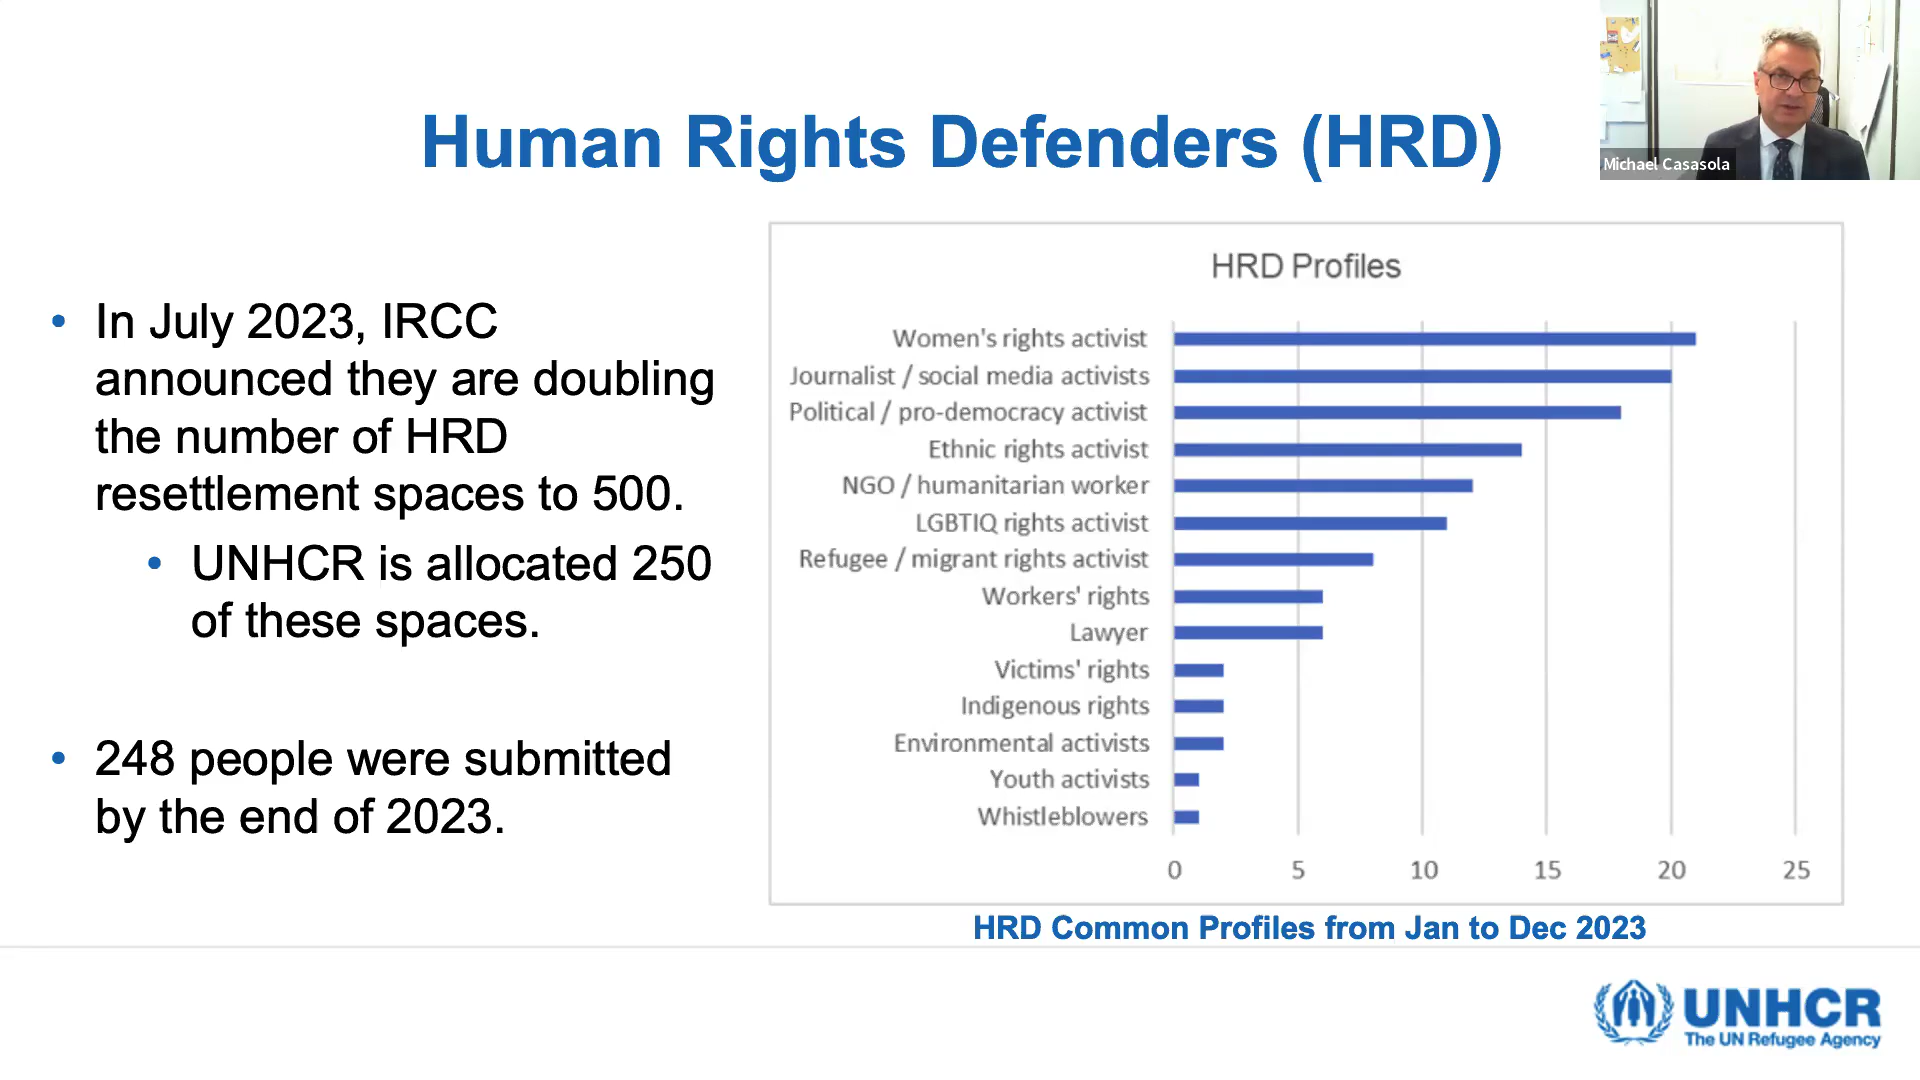 Human Rights Defenders (HRD)
Michael Casasola
• In July 2023, IRCC
announced they are doubling
the number of HRD
resettlement spaces to 500.
• UNHCR is allocated 250
of these spaces.
• 248 people were submitted
by the end of 2023.
HRD Profiles
Women's rights activist
Journalist / social media activists
Political / pro-democracy activist
Ethnic rights activist
NGO / humanitarian worker
LGBTIQ rights activist
Refugee / migrant rights activist
Workers' rights
Lawyer
Victims' rights
Indigenous rights
Environmental activists
Youth activists
Whistleblowers
0 5 10 15 20 25
HRD Common Profiles from Jan to Dec 2023
UNHCR
The UN Refugee Agency